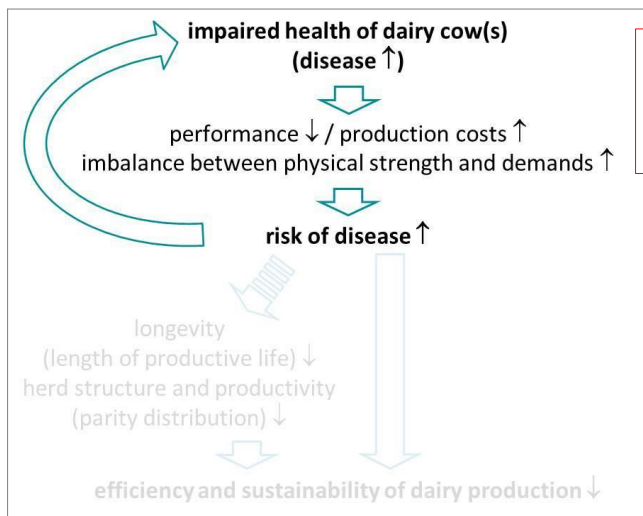 impaired health of dairy cow(s)
(disease ↑)
performance ↓ / production costs ↑
imbalance between physical strength and demands ↑
risk of disease ↑
longevity
(length of productive life) ↓
herd structure and productivity
(parity distribution) ↓
efficiency and sustainability of dairy production ↓